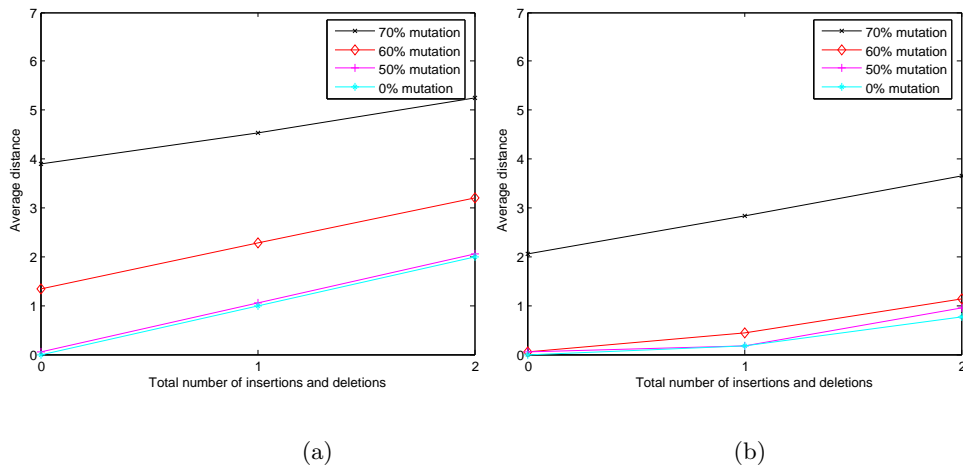 7
6
5
4
3
2
1
0
Average distance
0 1 2
Total number of insertions and deletions
70% mutation
60% mutation
50% mutation
0% mutation
(a)
7
6
5
4
3
2
1
0
Average distance
0 1 2
Total number of insertions and deletions
70% mutation
60% mutation
50% mutation
0% mutation
(b)